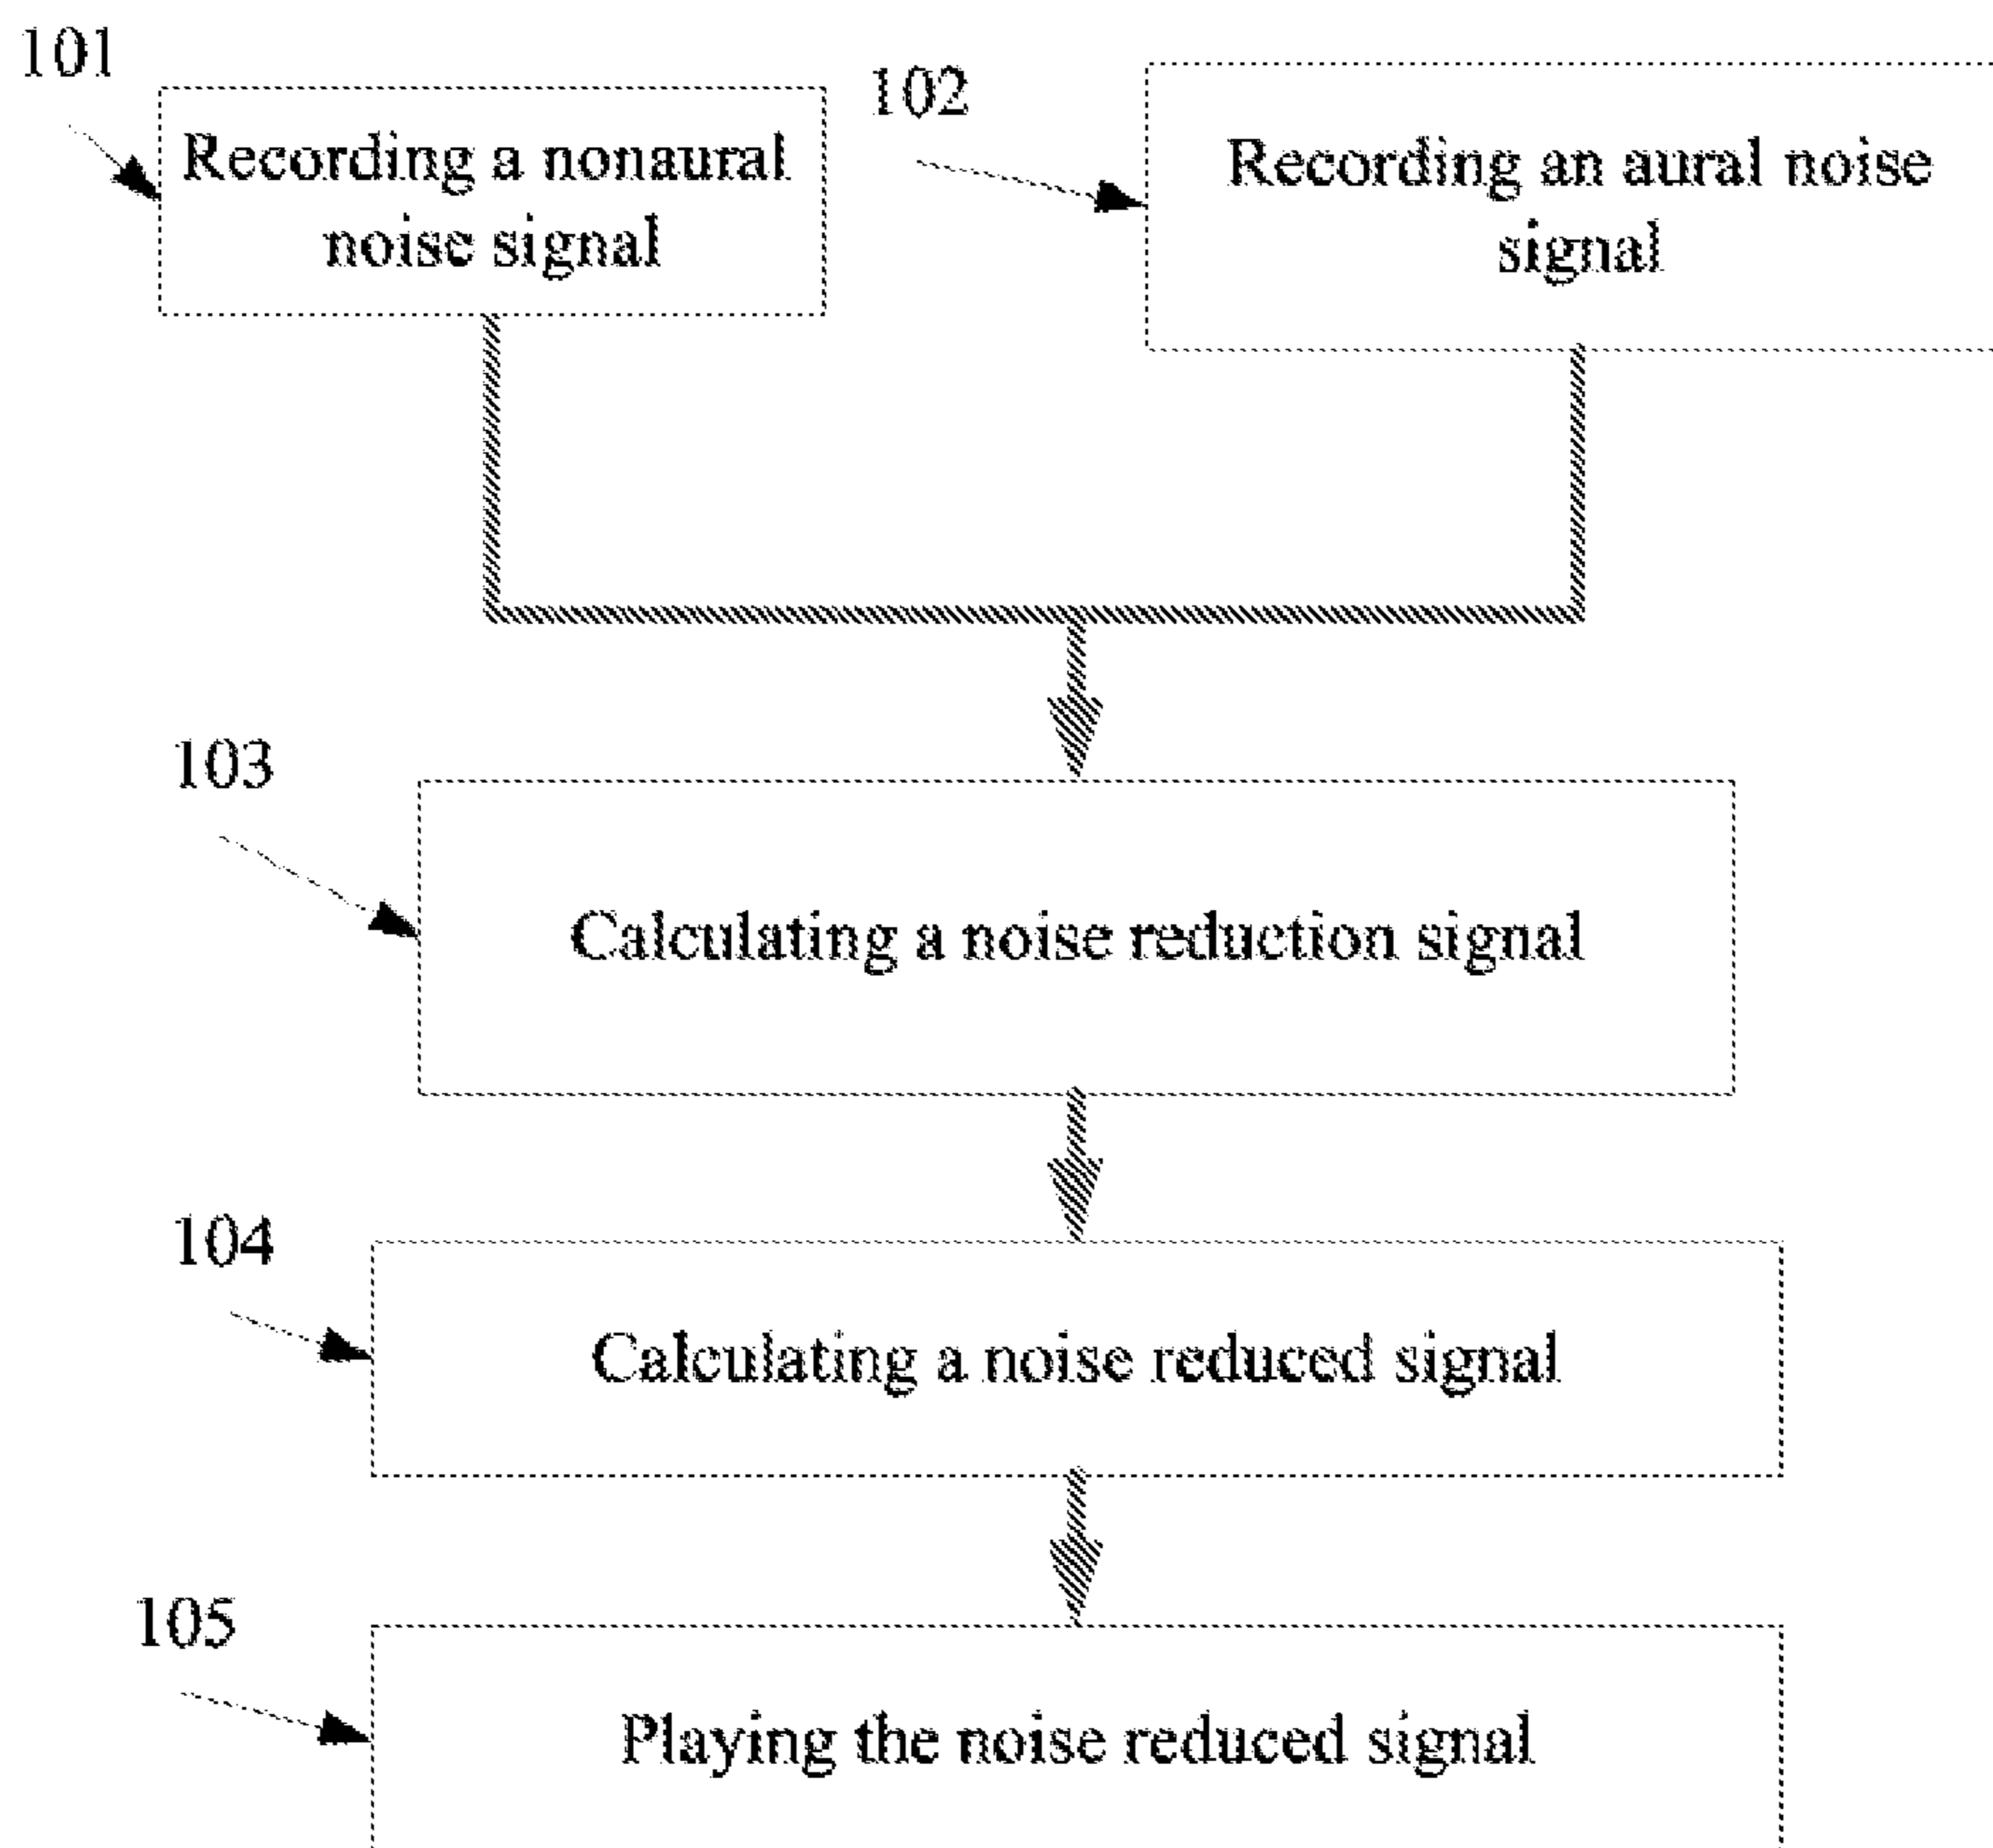 101
Recording a nonaural
noise signal
102
Recording an aural noise
signal
103
Calculating a noise reduction signal
104
Calculating a noise reduced signal
105
Playing the noise reduced signal